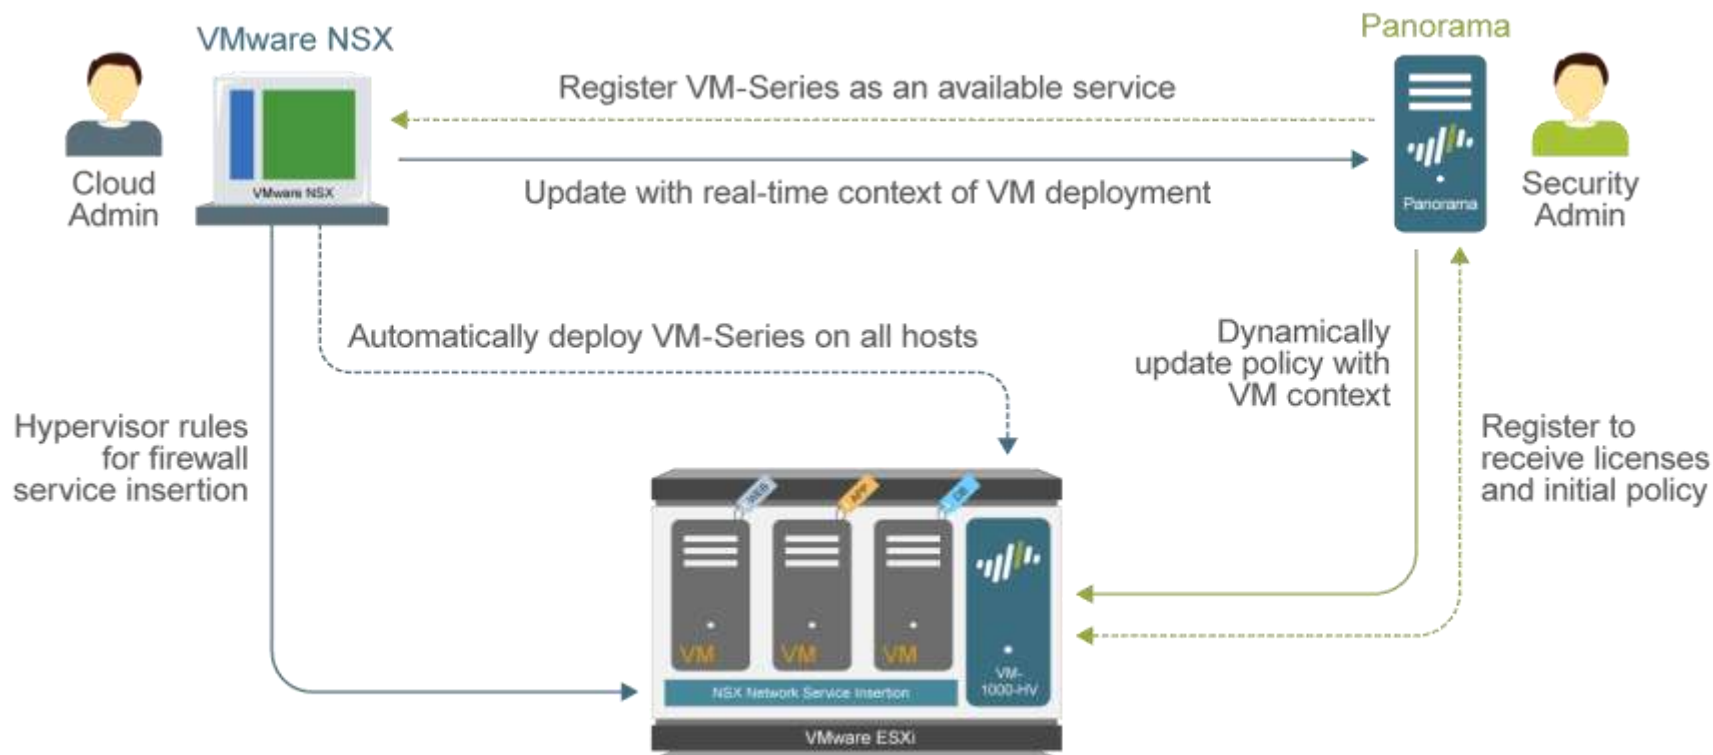 VMware NSX
Panorama
Register VM-Series as an available service
VMware NSX
Cloud
Admin
Update with real-time context of VM deployment
Panorama
Security
Admin
Automatically deploy VM-Series on all hosts
Dynamically
update policy with
VM context
Hypervisor rules
for firewall
service insertion
Register to
receive licenses
and initial policy
WEB
APP
DB
VM
VM
VM
VM-
1000-HV
NSX Network Service Insertion
VMware ESXi